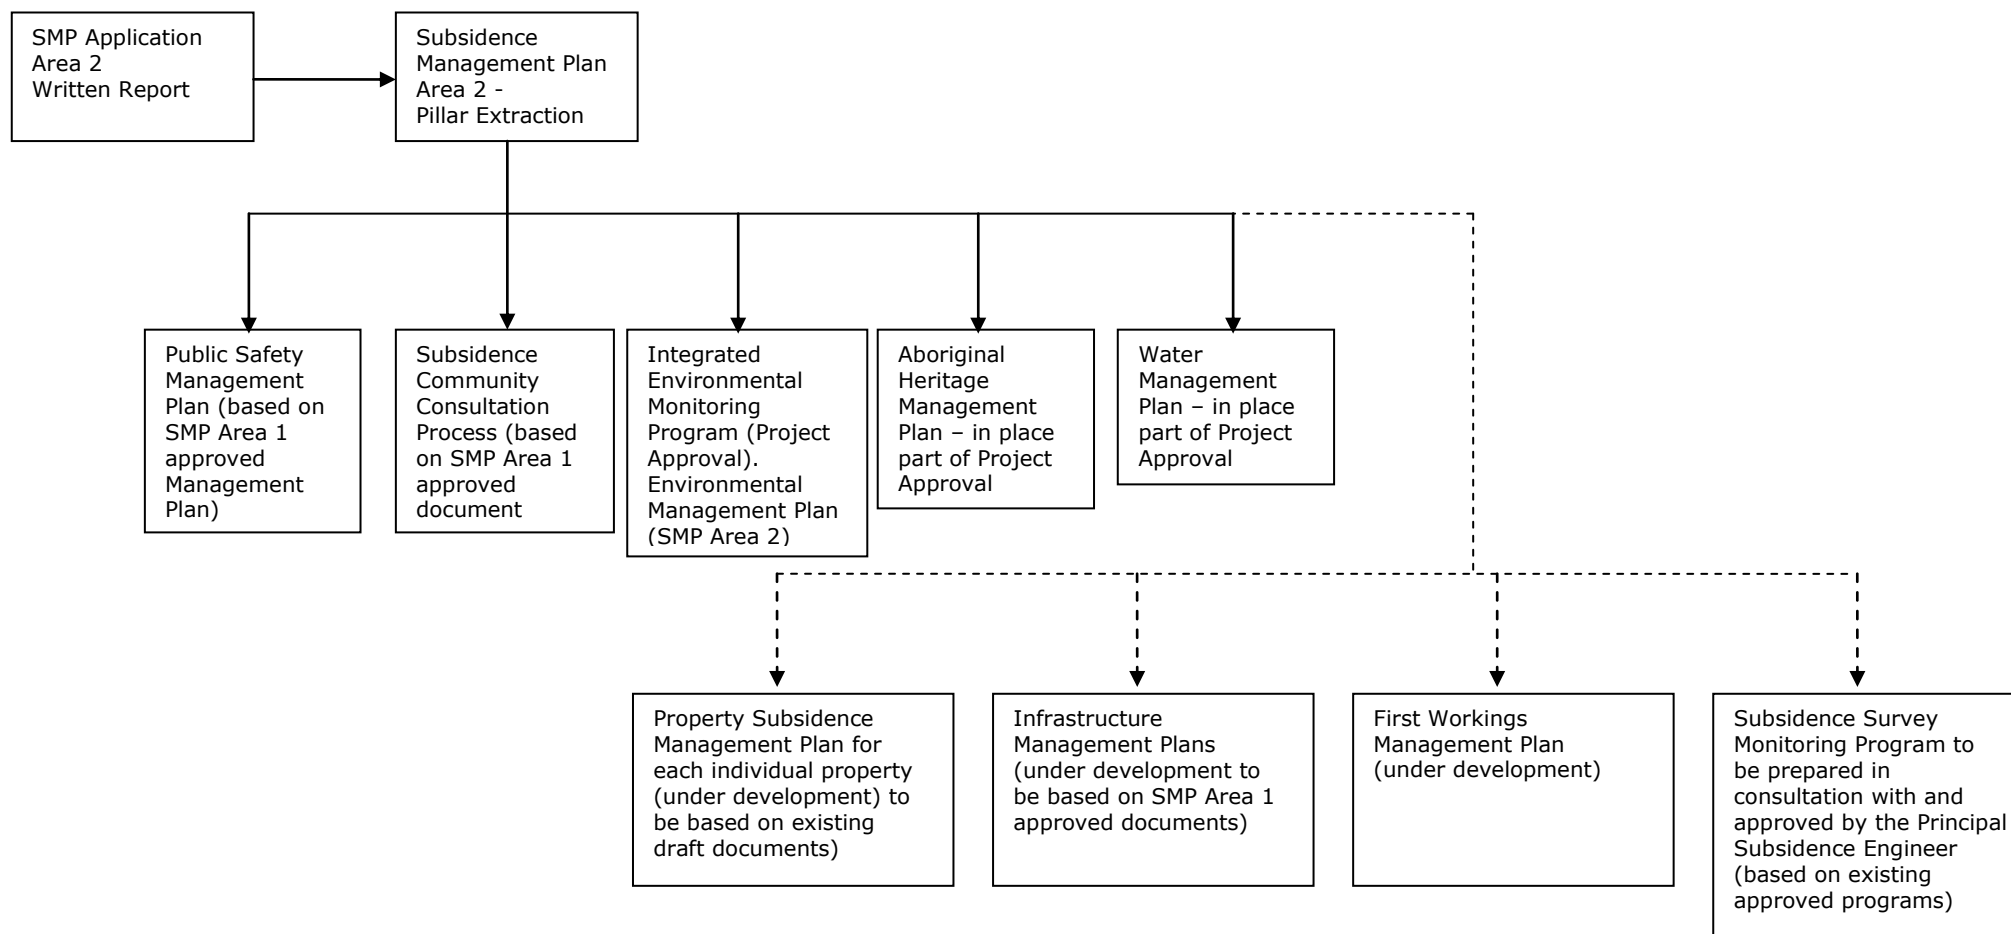 SMP Application
Area 2
Written Report
Subsidence
Management Plan
Area 2 -
Pillar Extraction
Public Safety
Management
Plan (based on
SMP Area 1
approved
Management
Plan)
Subsidence
Community
Consultation
Process (based
on SMP Area 1
approved
document
Integrated
Environmental
Monitoring
Program (Project
Approval).
Environmental
Management Plan
(SMP Area 2)
Aboriginal
Heritage
Management
Plan – in place
part of Project
Approval
Water
Management
Plan – in place
part of Project
Approval
Property Subsidence
Management Plan for
each individual property
(under development) to
be based on existing
draft documents)
Infrastructure
Management Plans
(under development to
be based on SMP Area 1
approved documents)
First Workings
Management Plan
(under development)
Subsidence Survey
Monitoring Program to
be prepared in
consultation with and
approved by the Principal
Subsidence Engineer
(based on existing
approved programs)